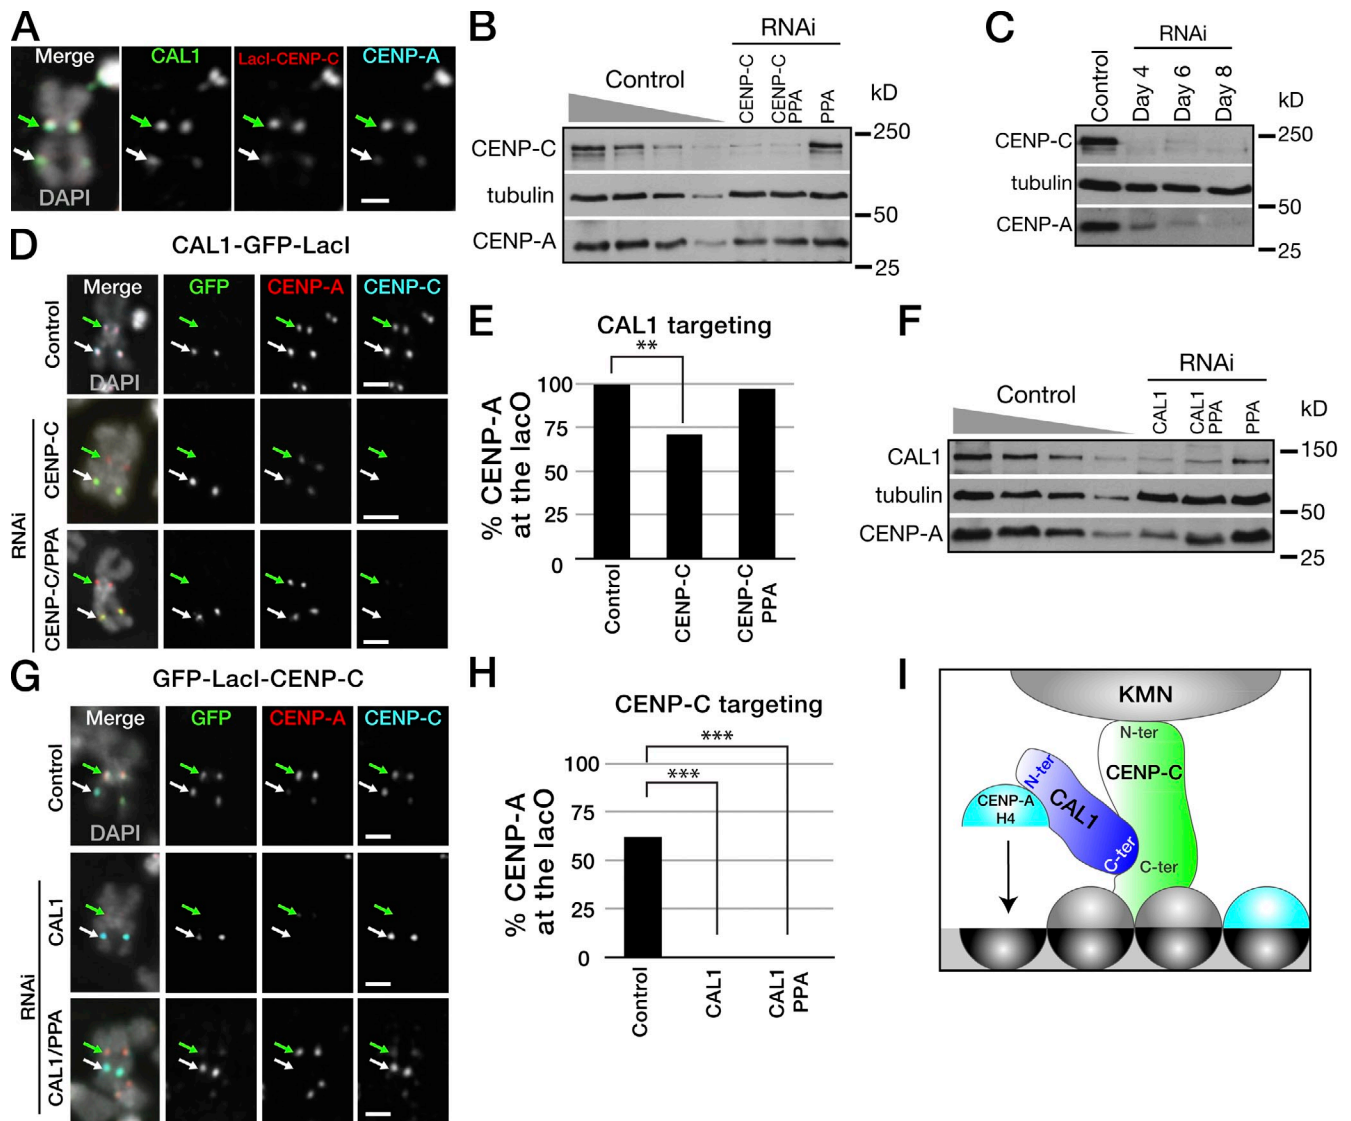 A
Merge
CAL1
LacI-CENP-C
CENP-A
DAPI
B
RNAi
Control
CENP-C
CENP-C PPA
PPA
kD
CENP-C
250
tubulin
50
CENP-A
25
C
RNAi
Control
Day 4
Day 6
Day 8
kD
CENP-C
250
tubulin
50
CENP-A
25
D
CAL1-GFP-LacI
Merge
GFP
CENP-A
CENP-C
Control
DAPI
RNAi
CENP-C
CENP-C/PPA
E
CAL1 targeting
**
% CENP-A
at the lacO
100
75
50
25
0
Control
CENP-C
CENP-C
PPA
F
RNAi
Control
CAL1
CAL1
PPA
PPA
kD
CAL1
150
tubulin
50
CENP-A
25
G
GFP-LacI-CENP-C
Merge
GFP
CENP-A
CENP-C
Control
DAPI
RNAi
CAL1
CAL1/PPA
H
CENP-C targeting
***
***
% CENP-A
at the lacO
100
75
50
25
0
Control
CAL1
CAL1
PPA
I
KMN
N-ter
CENP-C
N-ter
CENP-A
H4
CAL1
C-ter
C-ter